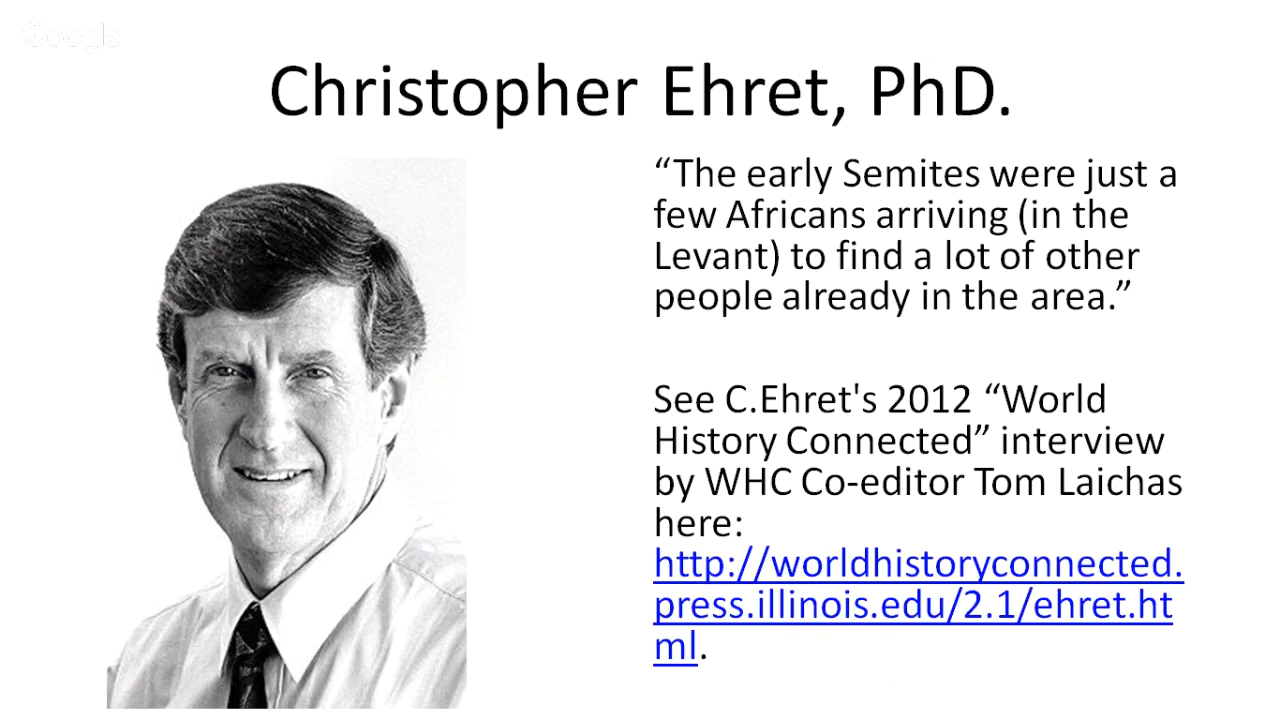 Google
Christopher Ehret, PhD.
“The early Semites were just a
few Africans arriving (in the
Levant) to find a lot of other
people already in the area.”
See C.Ehret's 2012 “World
History Connected” interview
by WHC Co-editor Tom Laichas
here:
http://worldhistoryconnected.
press.illinois.edu/2.1/ehret.ht
ml.